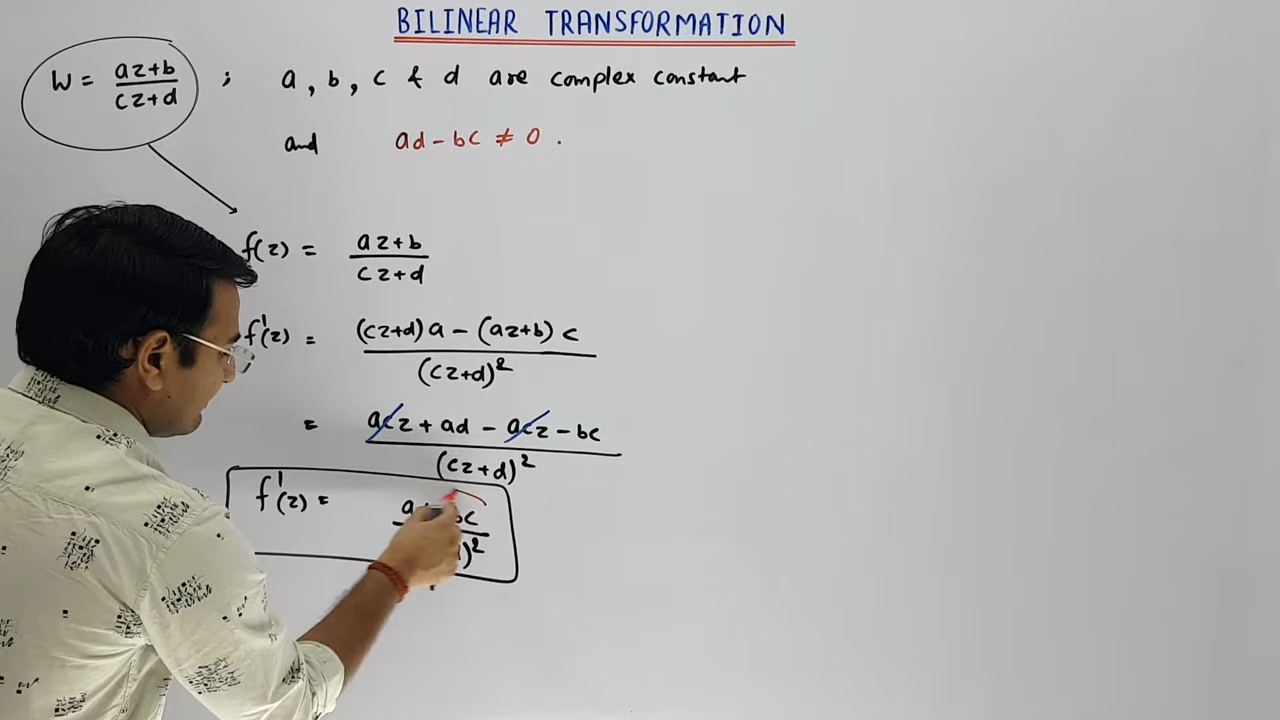 BILINEAR TRANSFORMATION
W = az+b / cz+d ; a, b, c & d are complex constant
and ad - bc ≠ 0 .
f(z) = az+b / cz+d
f'(z) = (cz+d) a - (az+b) c / (cz+d)²
= acz + ad - acz - bc / (cz+d)²
f'(z) = a bc / )²